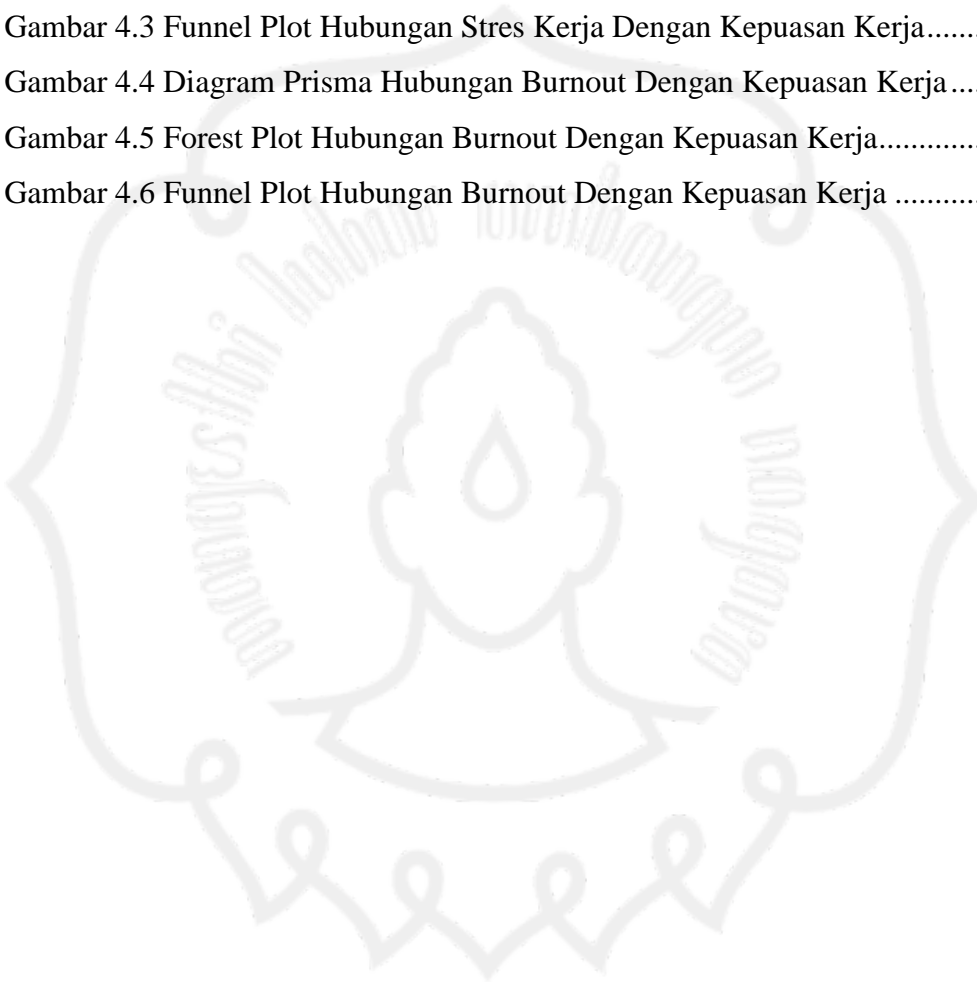 Gambar 4.3 Funnel Plot Hubungan Stres Kerja Dengan Kepuasan Kerja.......
Gambar 4.4 Diagram Prisma Hubungan Burnout Dengan Kepuasan Kerja ....
Gambar 4.5 Forest Plot Hubungan Burnout Dengan Kepuasan Kerja............
Gambar 4.6 Funnel Plot Hubungan Burnout Dengan Kepuasan Kerja ..........